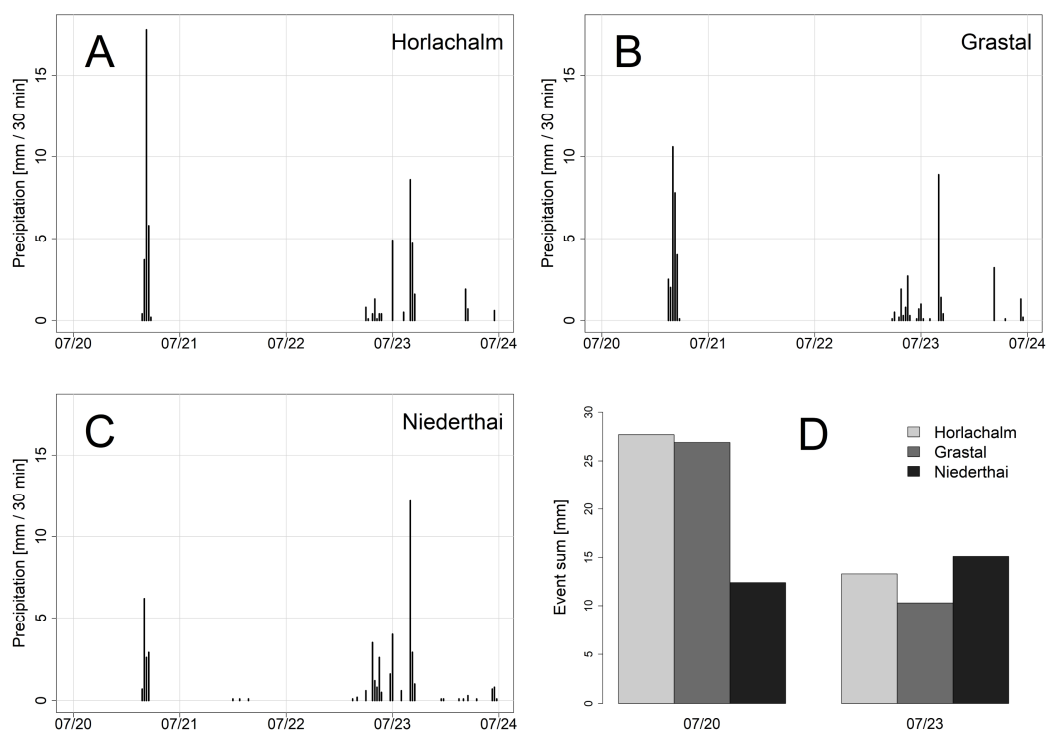 A
Horlachalm
Precipitation [mm / 30 min]
15
10
5
0
07/20 07/21 07/22 07/23 07/24
B
Grastal
Precipitation [mm / 30 min]
15
10
5
0
07/20 07/21 07/22 07/23 07/24
C
Niederthai
Precipitation [mm / 30 min]
15
10
5
0
07/20 07/21 07/22 07/23 07/24
D
Horlachalm
Grastal
Niederthai
Event sum [mm]
30
25
20
15
10
5
0
07/20 07/23